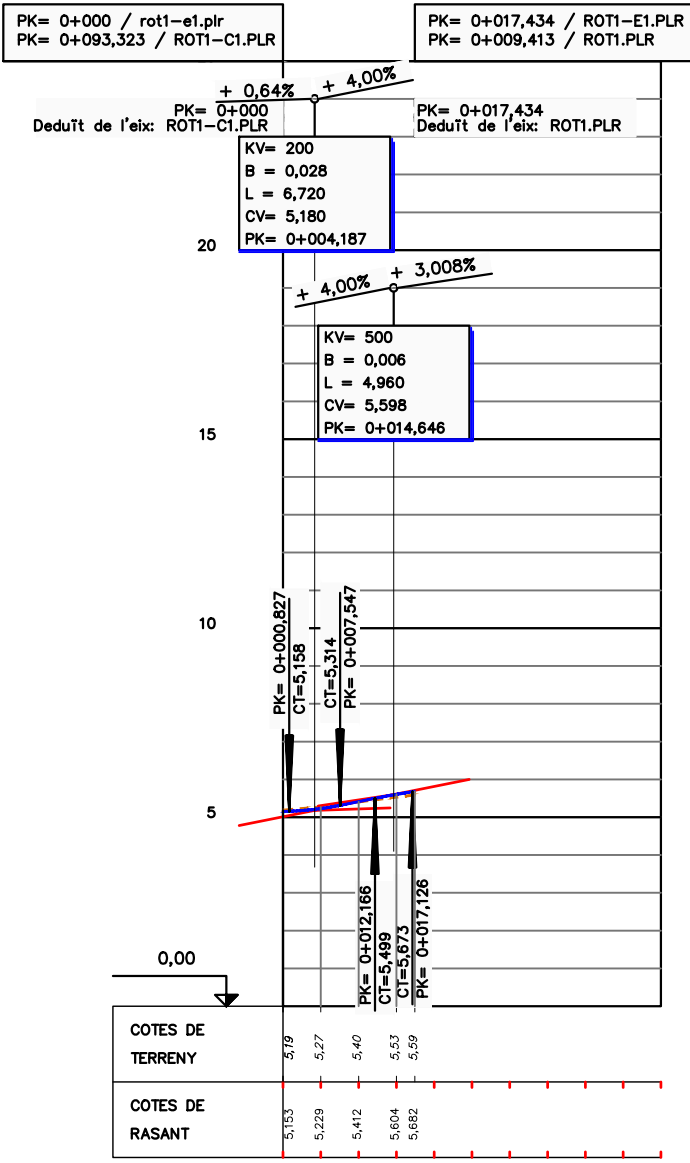 PK= 0+000 / rot1-e1.plr
PK= 0+093,323 / ROT1-C1.PLR
PK= 0+017,434 / ROT1-E1.PLR
PK= 0+009,413 / ROT1.PLR
+ 0,64%
+ 4,00%
PK= 0+000
Deduït de l'eix: ROT1-C1.PLR
PK= 0+017,434
Deduït de l'eix: ROT1.PLR
KV= 200
B = 0,028
L = 6,720
CV= 5,180
PK= 0+004,187
20
+ 4,00%
+ 3,008%
KV= 500
B = 0,006
L = 4,960
CV= 5,598
PK= 0+014,646
15
10
PK= 0+000,827
CT=5,158
CT=5,314
PK= 0+007,547
5
PK= 0+012,166
CT=5,499
CT=5,673
PK= 0+017,126
0,00
COTES DE
TERRENY
5,19
5,27
5,40
5,53
5,59
COTES DE
RASANT
5,153
5,229
5,412
5,604
5,682